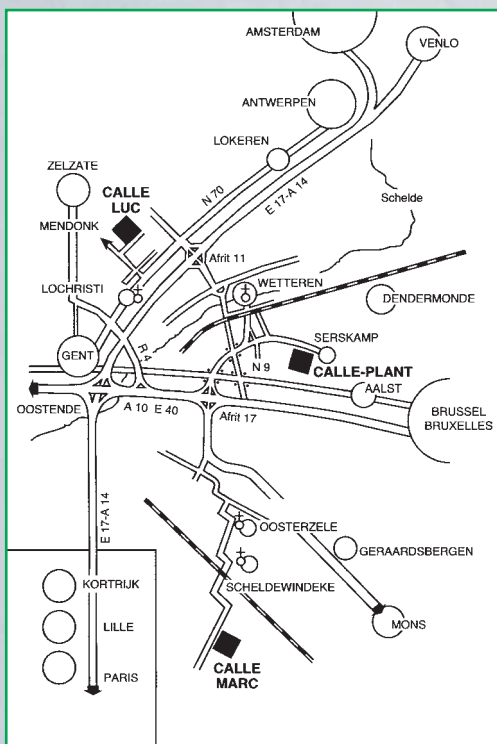 AMSTERDAM
VENLO
ANTWERPEN
LOKEREN
ZELZATE
CALLE
LUC
N 70
E 17-A 14
Schelde
MENDONK
Afrit 11
WETTEREN
LOCHRISTI
DENDERMONDE
R 4
SERSKAMP
GENT
N 9
CALLE-PLANT
AALST
OOSTENDE
A 10 E 40
Afrit 17
BRUSSEL
BRUXELLES
E 17-A 14
OOSTERZELE
GERAARDSBERGEN
KORTRIJK
SCHELDEWINDEKE
LILLE
MONS
CALLE
MARC
PARIS